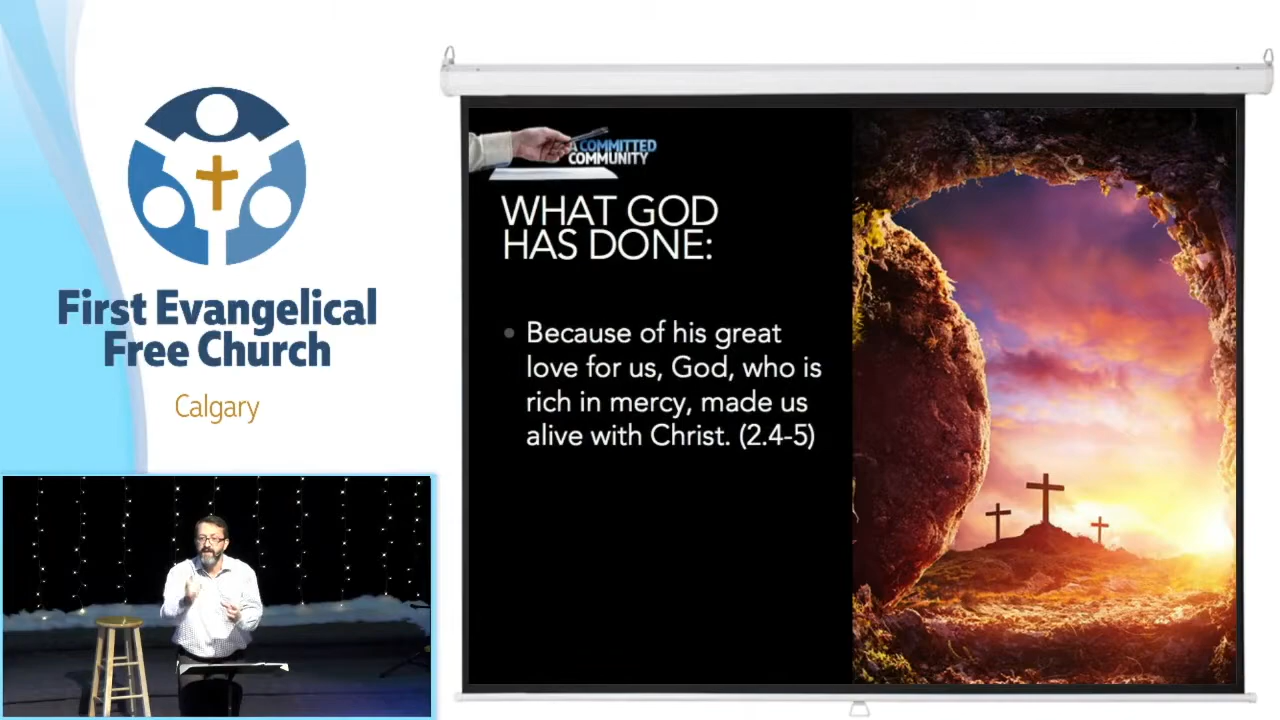 First Evangelical
Free Church
Calgary
A COMMITTED
COMMUNITY
WHAT GOD
HAS DONE:
• Because of his great
love for us, God, who is
rich in mercy, made us
alive with Christ. (2.4-5)